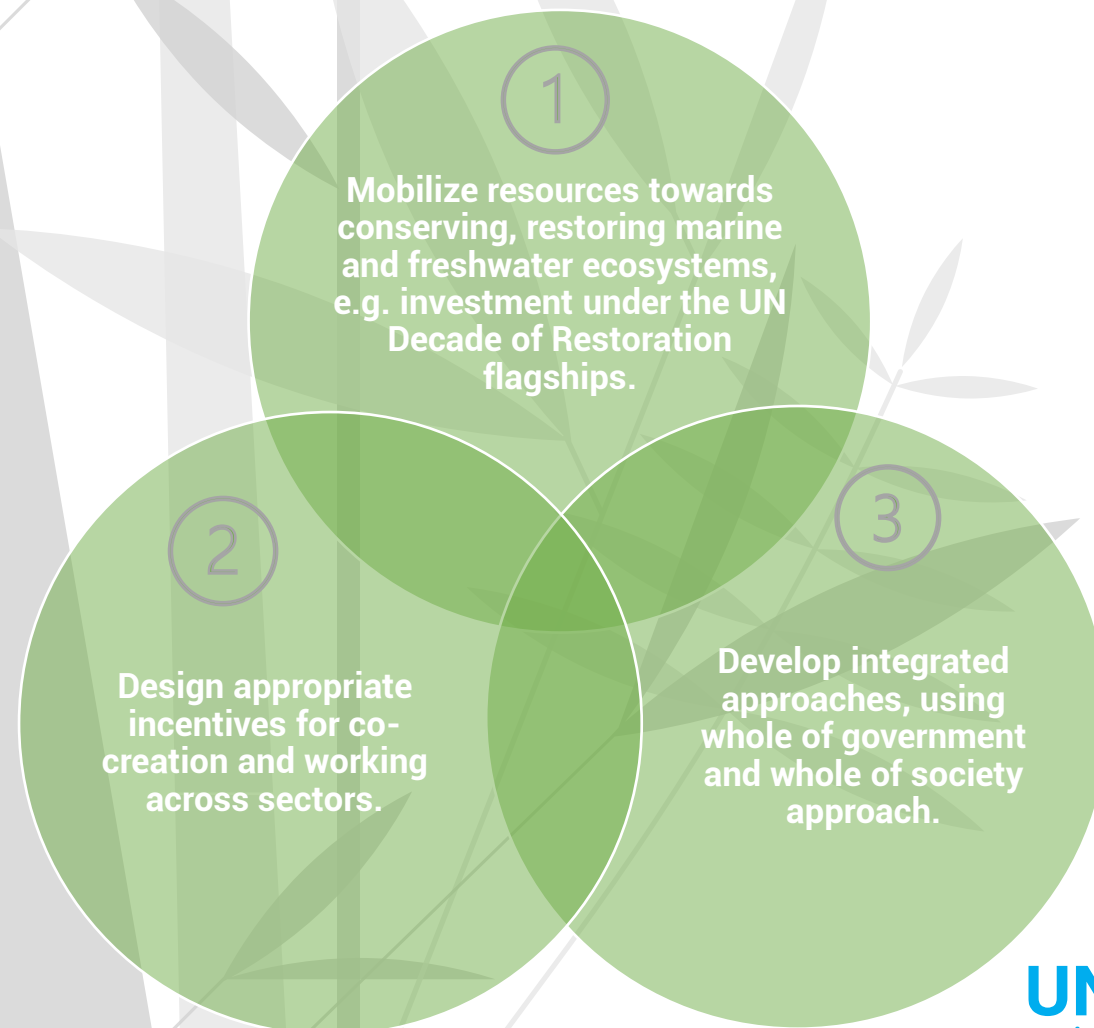 1
Mobilize resources towards
conserving, restoring marine
and freshwater ecosystems,
e.g. investment under the UN
Decade of Restoration
flagships.
2
Design appropriate
incentives for co-
creation and working
across sectors.
3
Develop integrated
approaches, using
whole of government
and whole of society
approach.